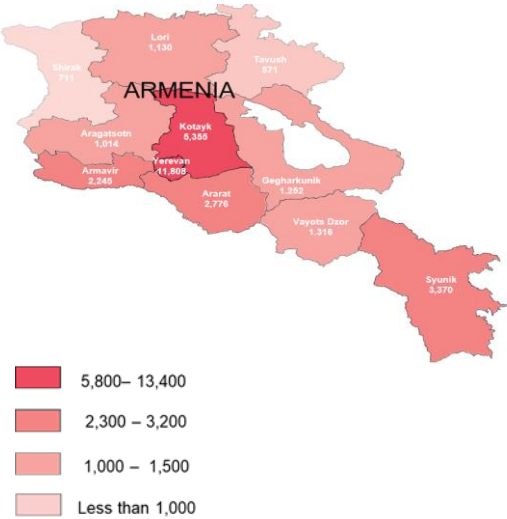 Lori
1,130
Tavush
571
Shirak
711
ARMENIA
Kotayk
5,355
Aragatsotn
1,014
Yerevan
11,808
Armavir
2,245
Gegharkunik
1.252
Ararat
2,776
Vayots Dzor
1.316
Syunik
3,370
5,800– 13,400
2,300 – 3,200
1,000 – 1,500
Less than 1,000